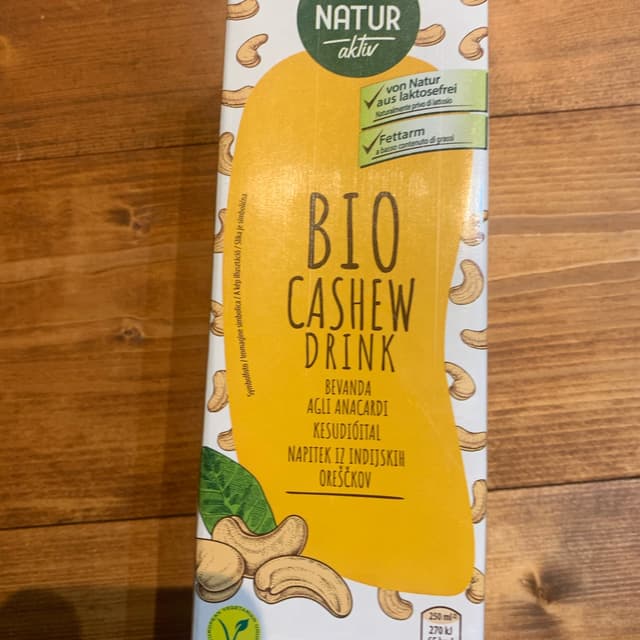 NATUR
aktiv
von Natur
aus laktosefrei
Naturalmente privo di lattosio
Fettarm
a basso contenuto di grassi
BIO
CASHEW
DRINK
BEVANDA
AGLI ANACARDI
KESUDIÓITAL
NAPITEK IZ INDIJSKIH
OREŠČKOV
Symbolfoto / Immagine simbolica / A kép illusztráció / Slika je simbolična
250 ml
270 kJ